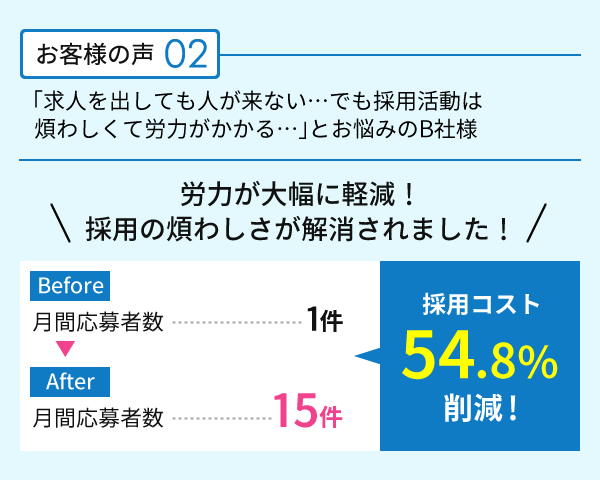 お客様の声 02
「求人を出しても人が来ない…でも採用活動は
煩わしくて労力がかかる…」とお悩みのB社様
労力が大幅に軽減！
採用の煩わしさが解消されました！
Before
月間応募者数 1件
After
月間応募者数 15件
採用コスト
54.8%
削減！